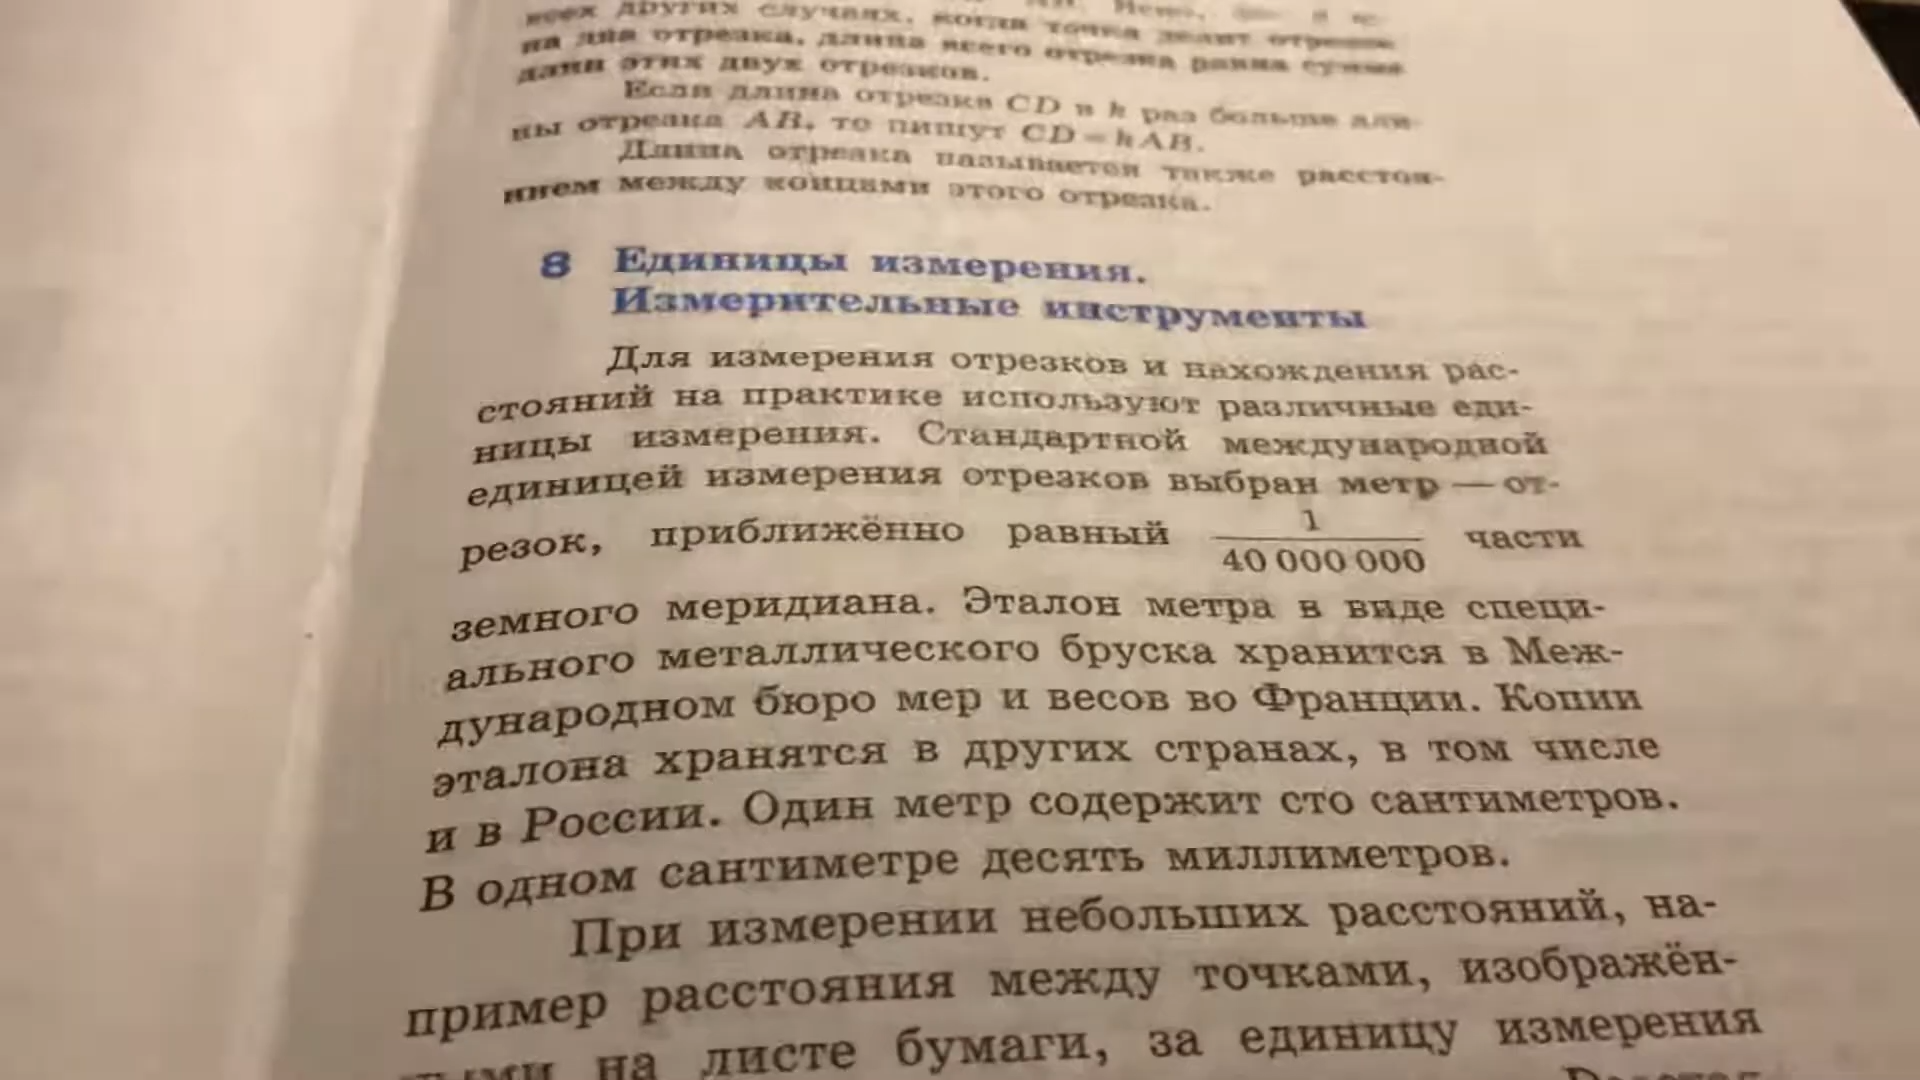 всех других случаях, когда точка делит отрезок
на два отрезка, длина всего отрезка равна сумме
длин этих двух отрезков.
Если длина отрезка CD в k раз больше дли-
ны отрезка AB, то пишут CD = kAB.
Длина отрезка называется также расстоя-
нием между концами этого отрезка.
8 Единицы измерения.
Измерительные инструменты
Для измерения отрезков и нахождения рас-
стояний на практике используют различные еди-
ницы измерения. Стандартной международной
единицей измерения отрезков выбран метр — от-
резок, приближённо равный 1/40 000 000 части
земного меридиана. Эталон метра в виде специ-
ального металлического бруска хранится в Меж-
дународном бюро мер и весов во Франции. Копии
эталона хранятся в других странах, в том числе
и в России. Один метр содержит сто сантиметров.
В одном сантиметре десять миллиметров.
При измерении небольших расстояний, на-
пример расстояния между точками, изображён-
ными на листе бумаги, за единицу измерения